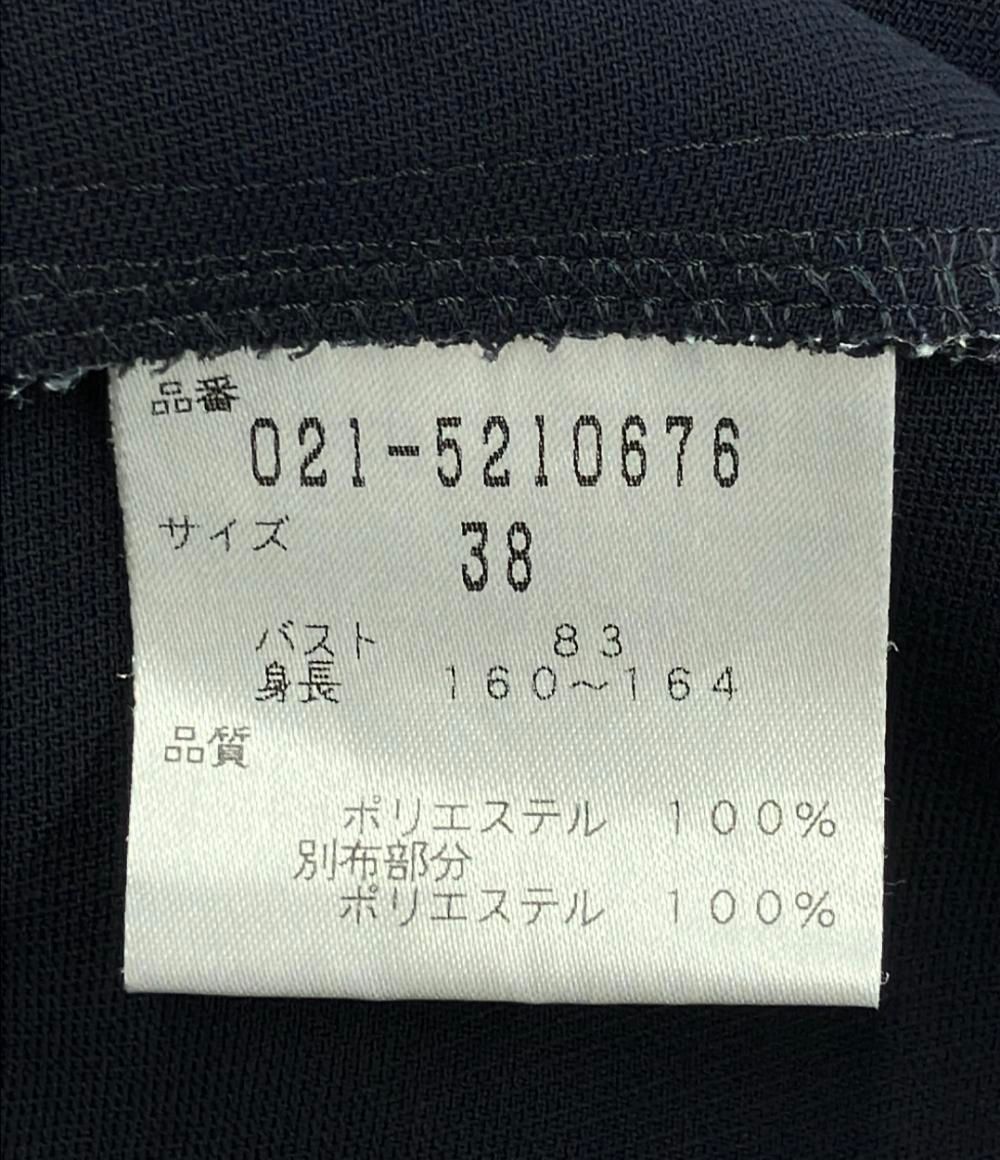 品番
021-5210676
サイズ 38
バスト 83
身長 160～164
品質
ポリエステル 100%
別布部分
ポリエステル 100%